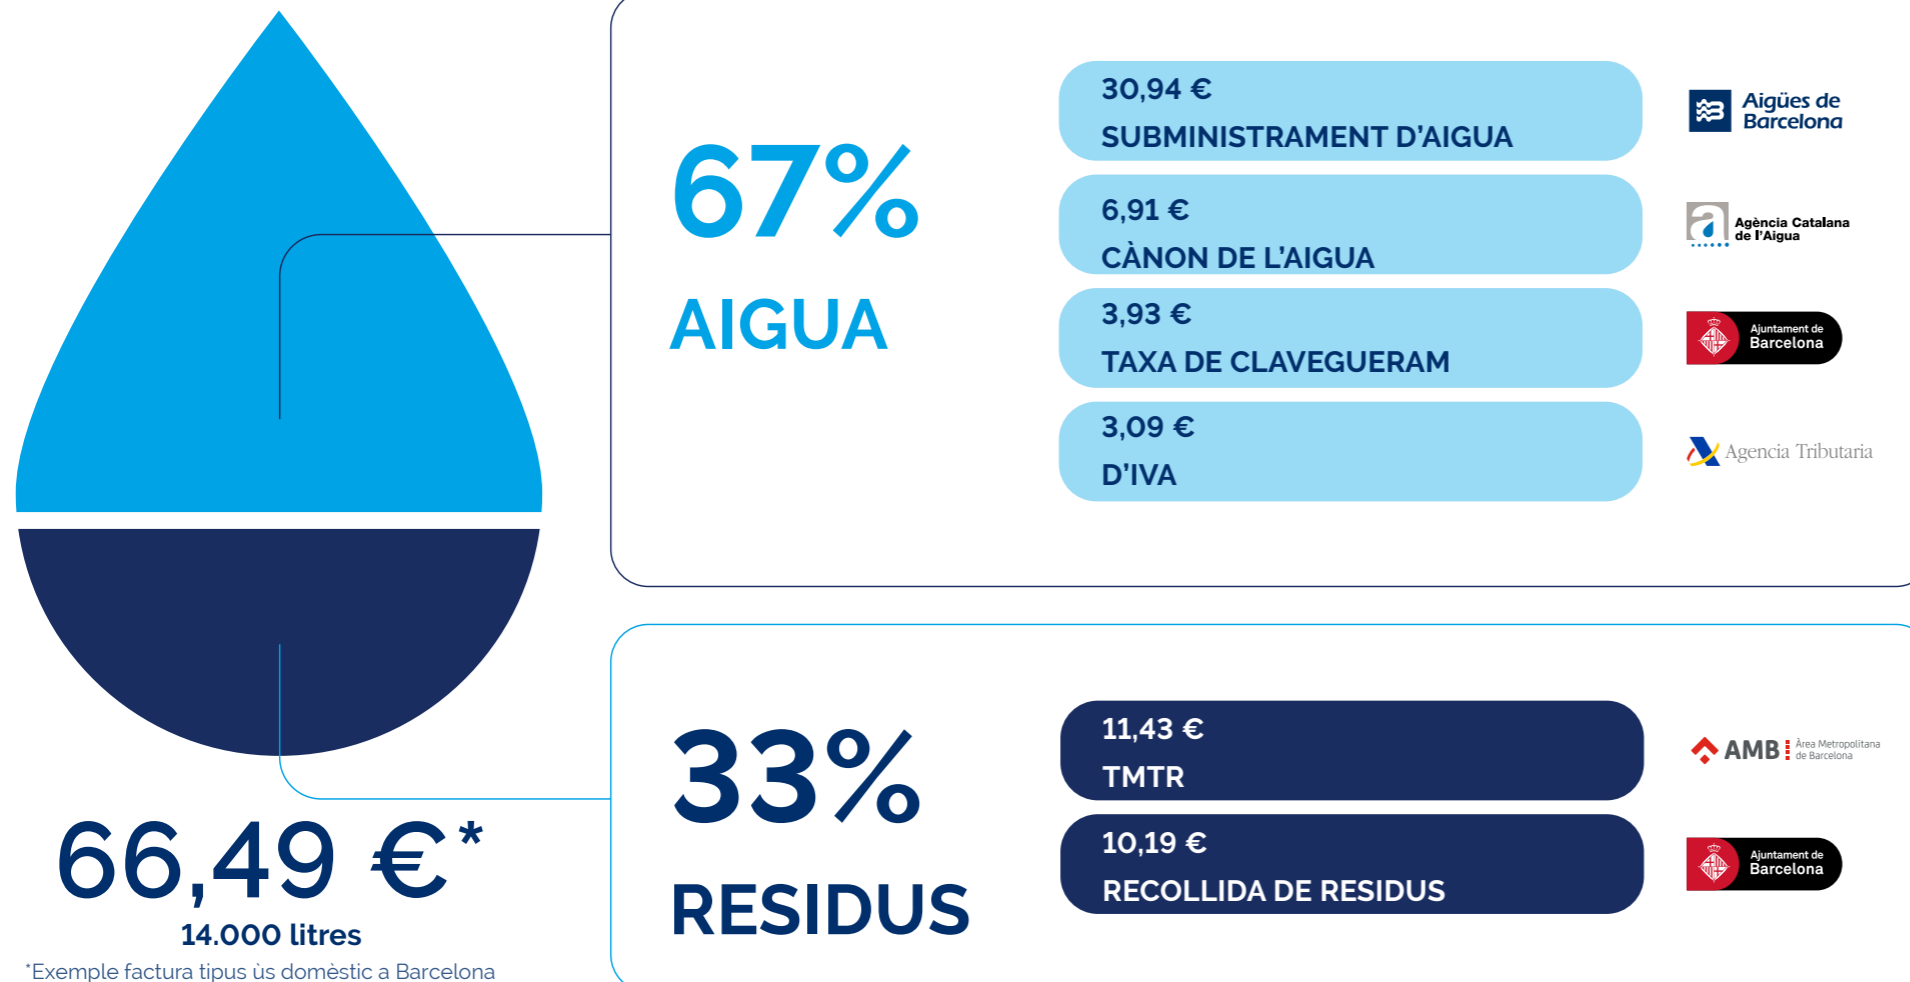 67%
AIGUA
30,94 €
SUBMINISTRAMENT D'AIGUA
Aigües de
Barcelona
6,91 €
CÀNON DE L'AIGUA
a
Agència Catalana
de l'Aigua
3,93 €
TAXA DE CLAVEGUERAM
Ajuntament de
Barcelona
3,09 €
D'IVA
Agencia Tributaria
33%
RESIDUS
11,43 €
TMTR
AMB
Àrea Metropolitana
de Barcelona
10,19 €
RECOLLIDA DE RESIDUS
Ajuntament de
Barcelona
66,49 €*
14.000 litres
*Exemple factura tipus ùs domèstic a Barcelona